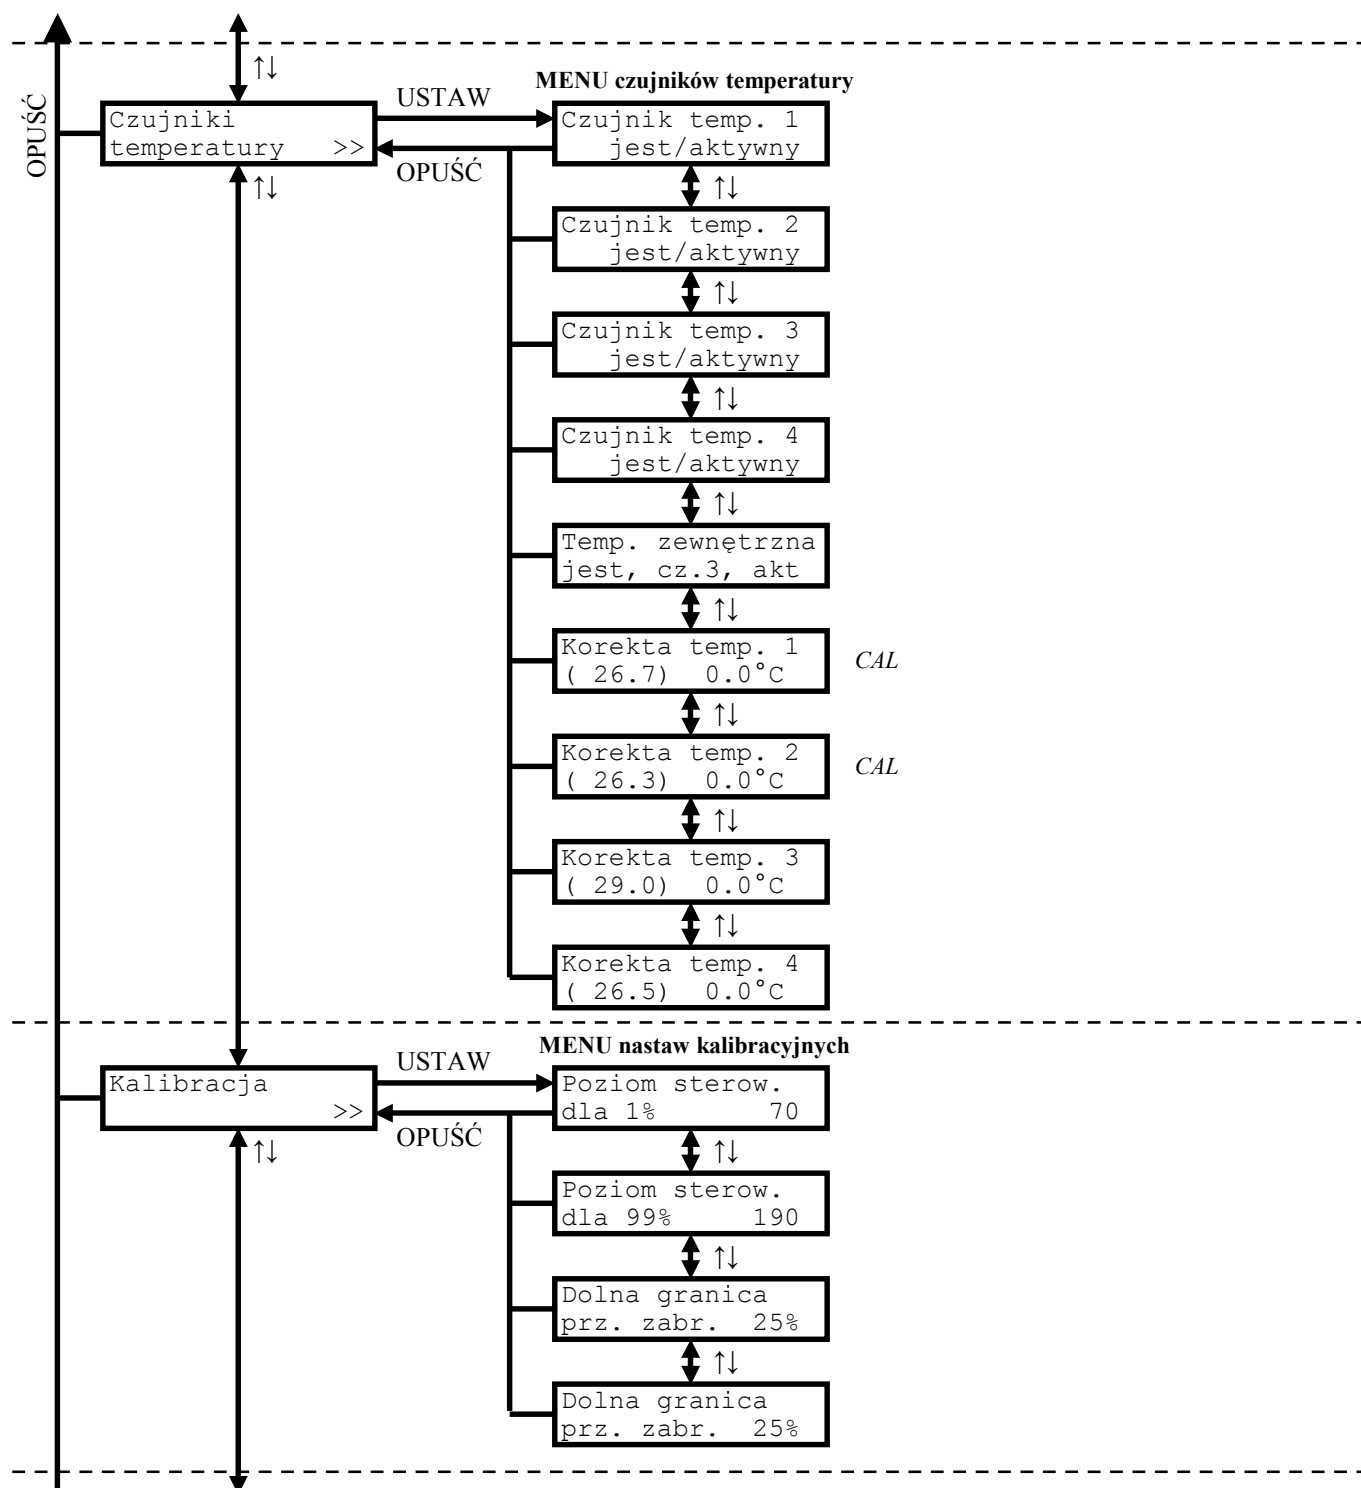 ↑↓
OPUŚĆ
MENU czujników temperatury
USTAW
Czujniki
temperatury >>
OPUŚĆ
↑↓
Czujnik temp. 1
jest/aktywny
↑↓
Czujnik temp. 2
jest/aktywny
↑↓
Czujnik temp. 3
jest/aktywny
↑↓
Czujnik temp. 4
jest/aktywny
↑↓
Temp. zewnętrzna
jest, cz.3, akt
↑↓
Korekta temp. 1
( 26.7) 0.0°C
CAL
↑↓
Korekta temp. 2
( 26.3) 0.0°C
CAL
↑↓
Korekta temp. 3
( 29.0) 0.0°C
↑↓
Korekta temp. 4
( 26.5) 0.0°C
MENU nastaw kalibracyjnych
USTAW
Kalibracja
>>
OPUŚĆ
↑↓
Poziom sterow.
dla 1% 70
↑↓
Poziom sterow.
dla 99% 190
↑↓
Dolna granica
prz. zabr. 25%
↑↓
Dolna granica
prz. zabr. 25%